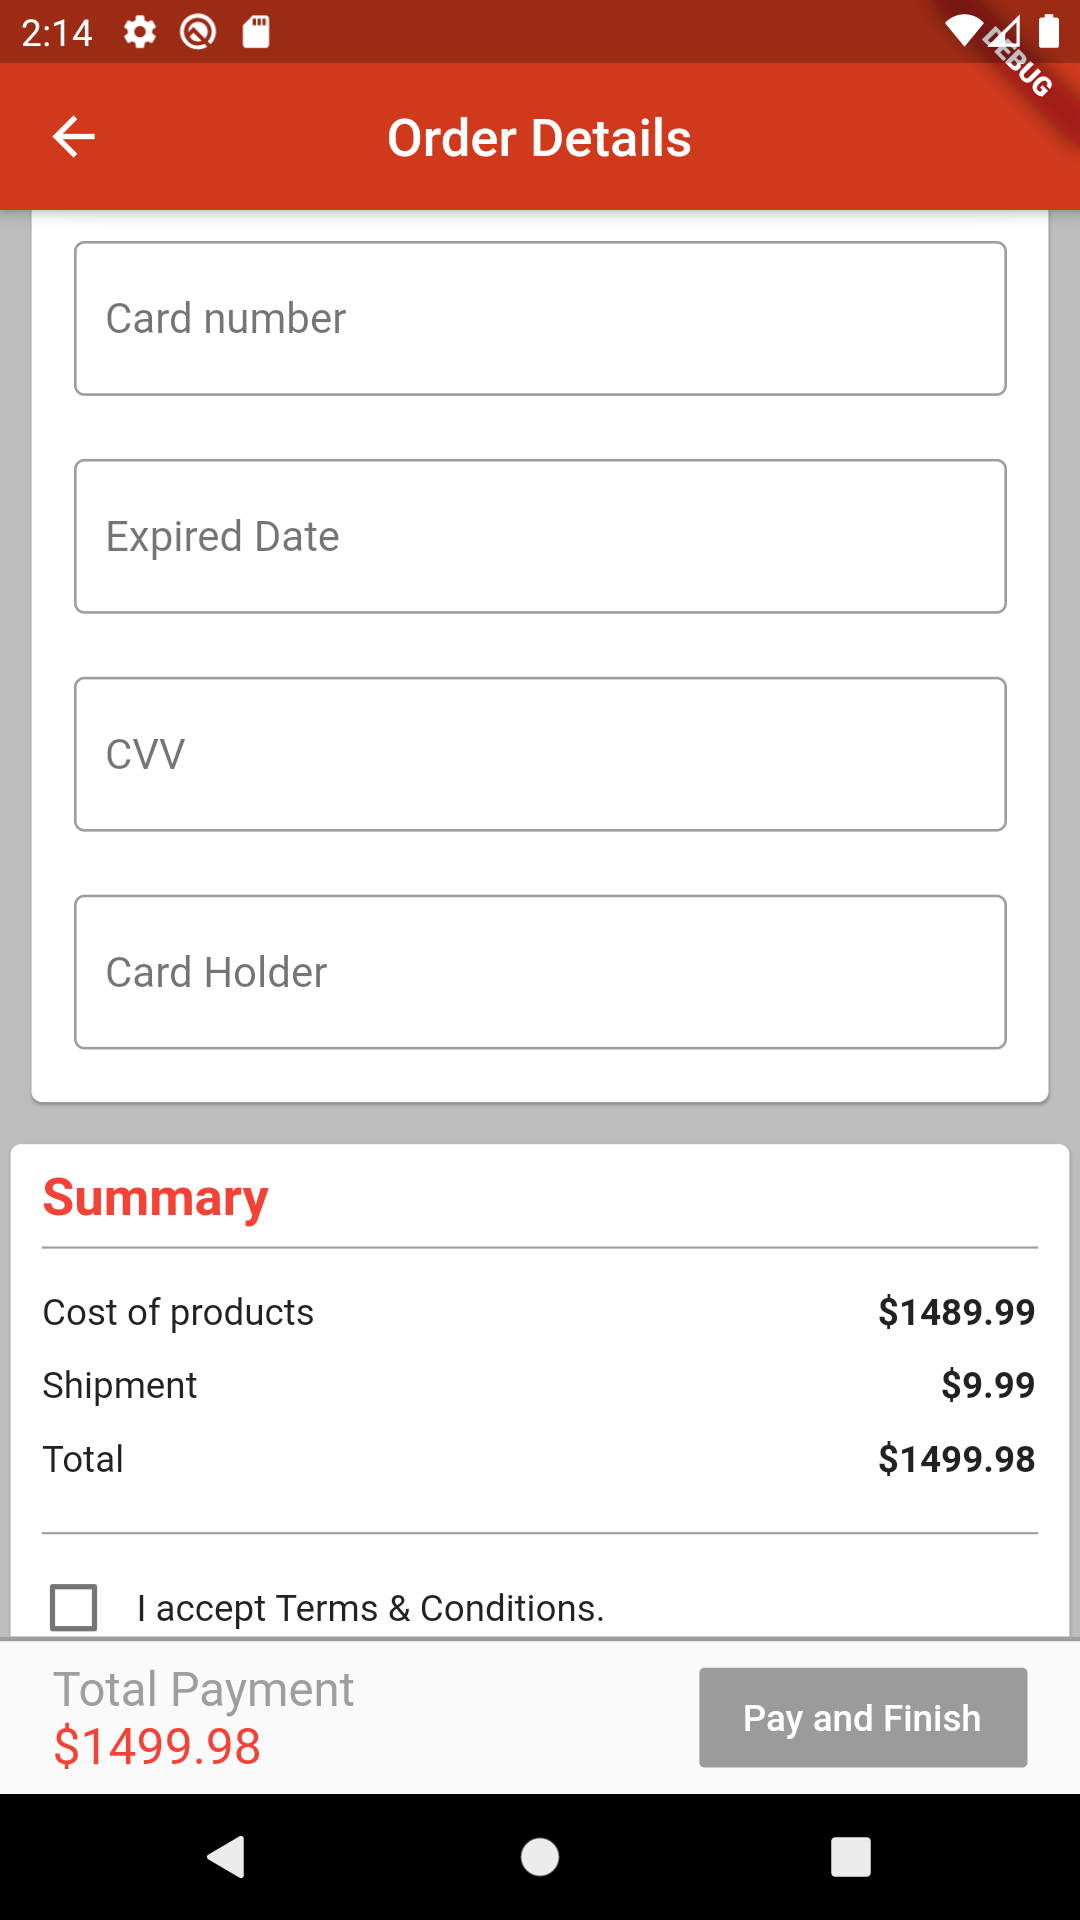 2:14
DEBUG
Order Details
Card number
Expired Date
CVV
Card Holder
Summary
Cost of products $1489.99
Shipment $9.99
Total $1499.98
I accept Terms & Conditions.
Total Payment
$1499.98
Pay and Finish